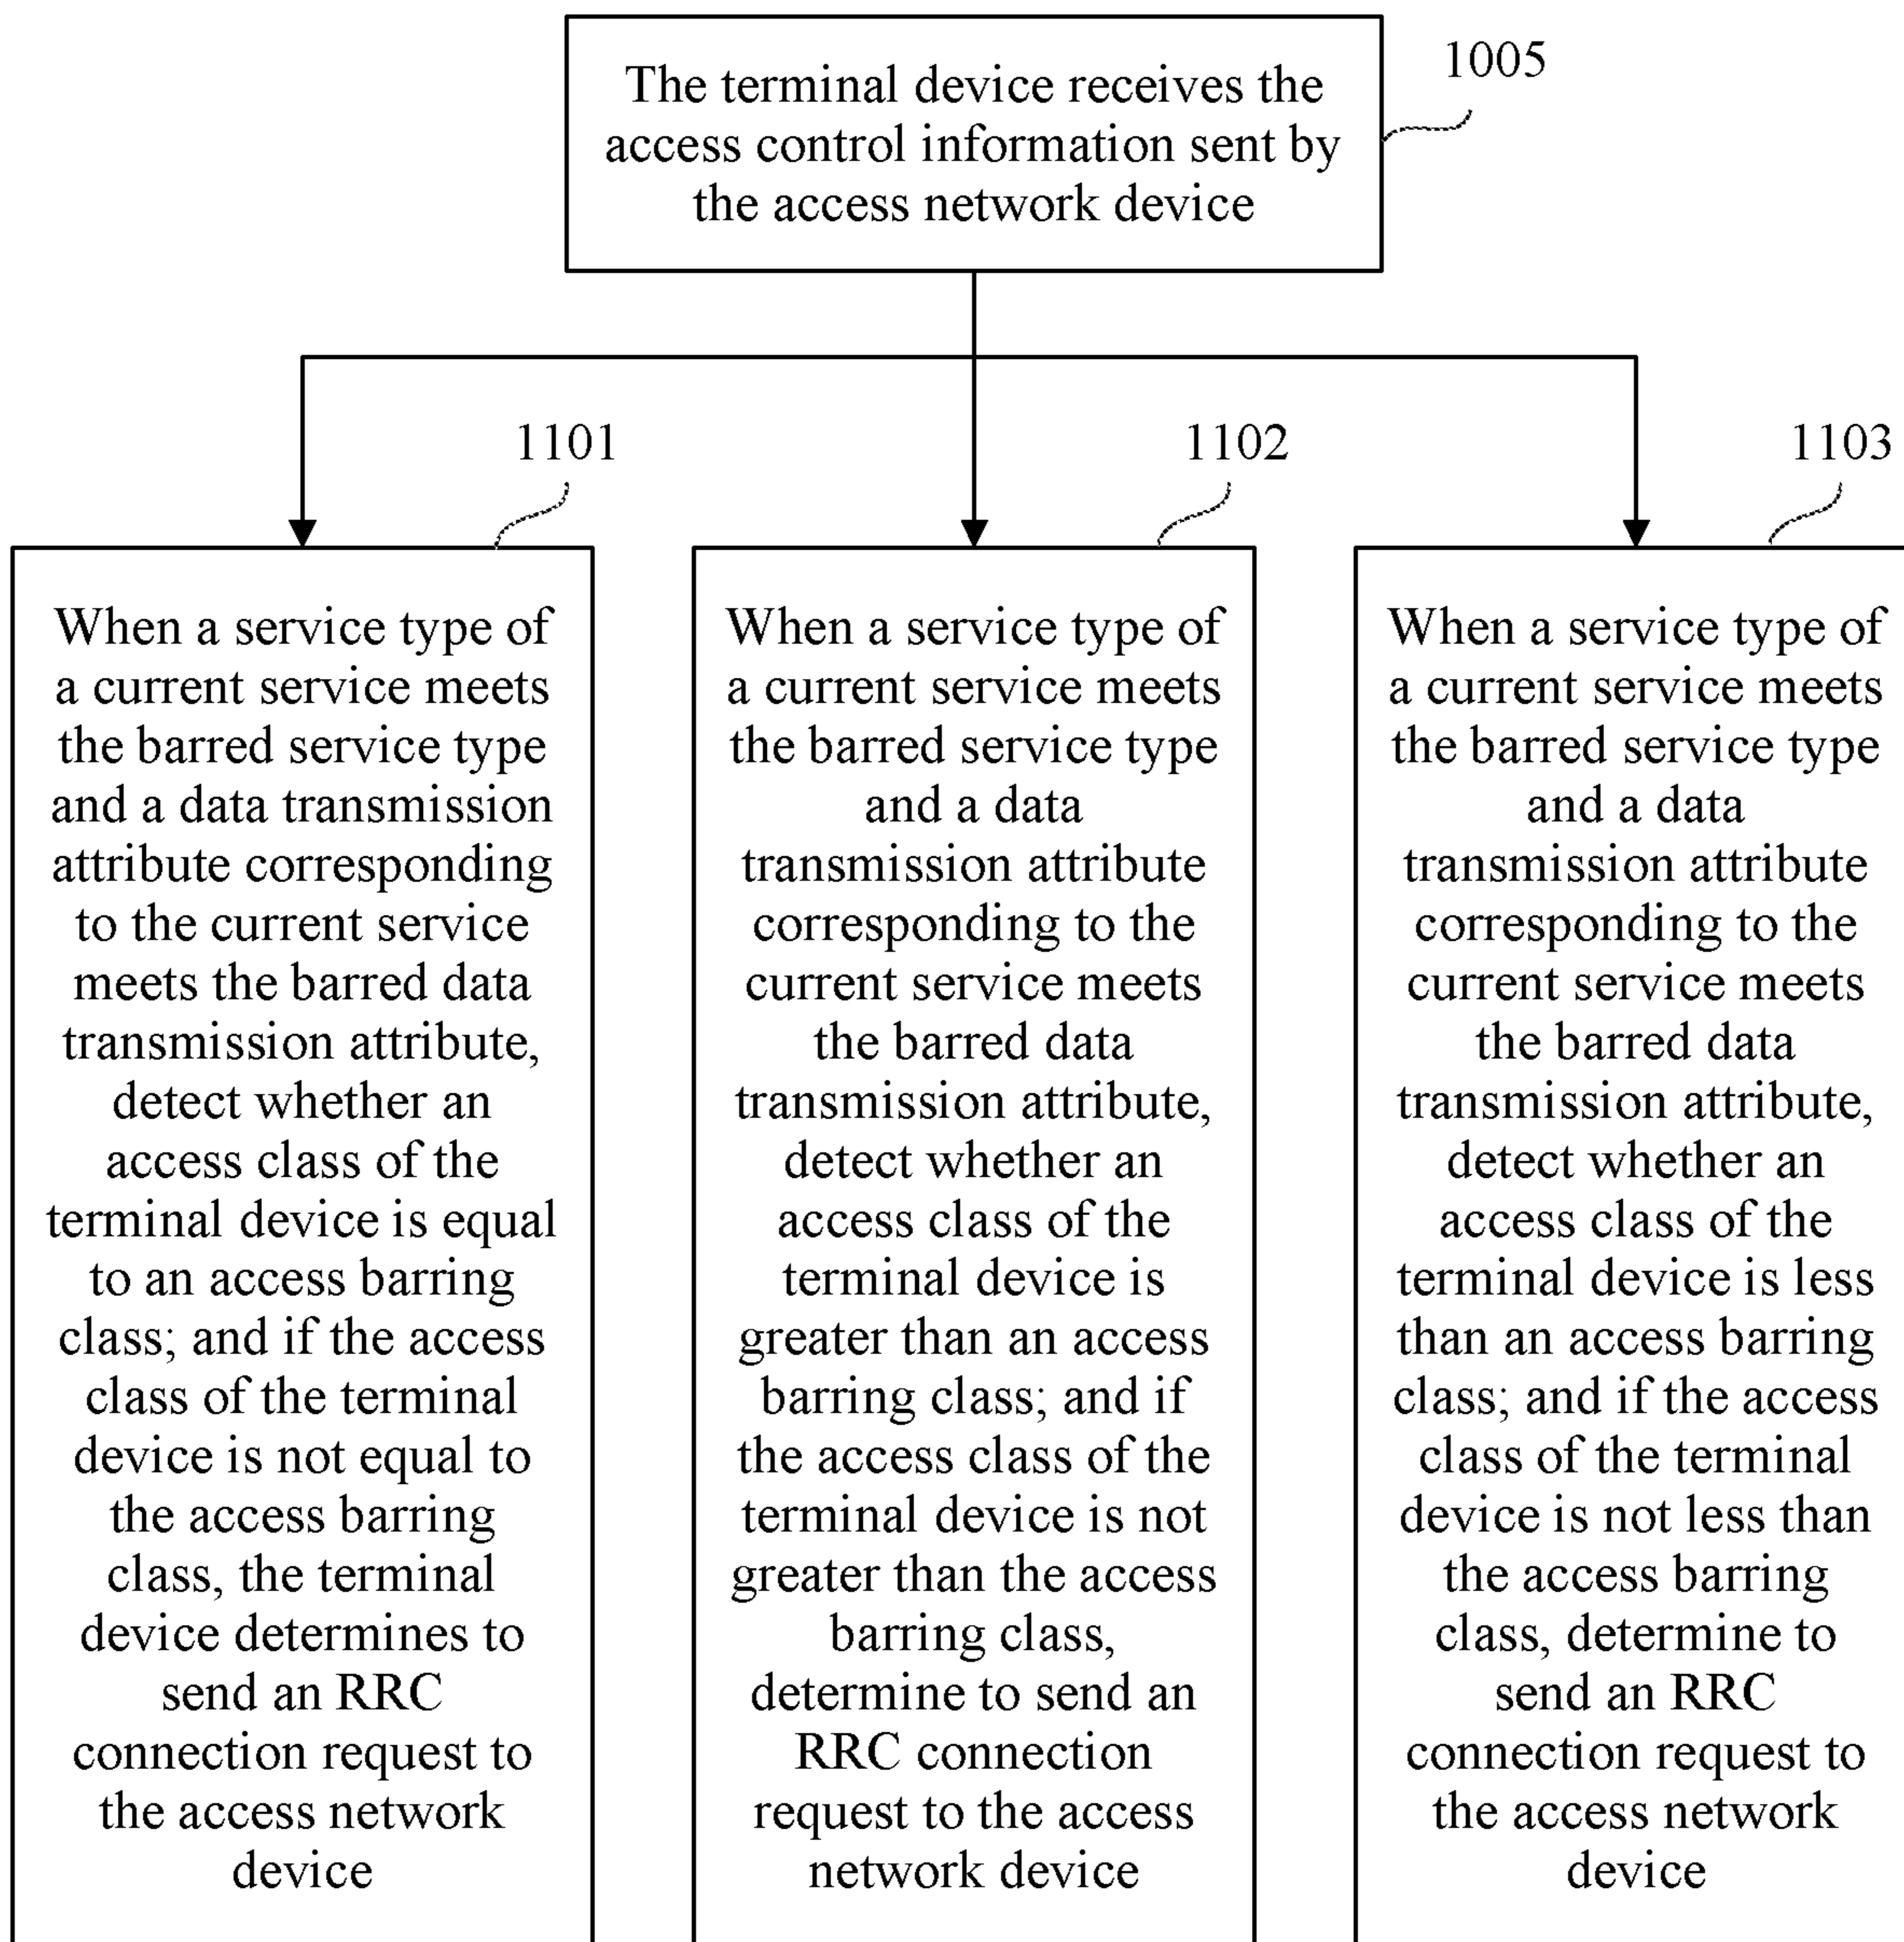 The terminal device receives the
access control information sent by
the access network device
1005
1101
When a service type of
a current service meets
the barred service type
and a data transmission
attribute corresponding
to the current service
meets the barred data
transmission attribute,
detect whether an
access class of the
terminal device is equal
to an access barring
class; and if the access
class of the terminal
device is not equal to
the access barring
class, the terminal
device determines to
send an RRC
connection request to
the access network
device
1102
When a service type of
a current service meets
the barred service type
and a data
transmission attribute
corresponding to the
current service meets
the barred data
transmission attribute,
detect whether an
access class of the
terminal device is
greater than an access
barring class; and if
the access class of the
terminal device is not
greater than the access
barring class,
determine to send an
RRC connection
request to the access
network device
1103
When a service type of
a current service meets
the barred service type
and a data
transmission attribute
corresponding to the
current service meets
the barred data
transmission attribute,
detect whether an
access class of the
terminal device is less
than an access barring
class; and if the access
class of the terminal
device is not less than
the access barring
class, determine to
send an RRC
connection request to
the access network
device